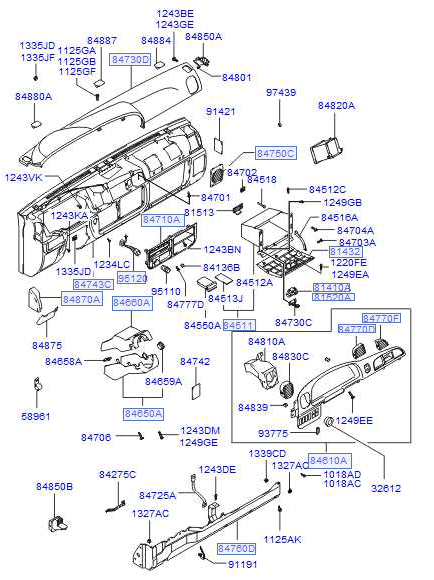 1243BE
1243GE
84850A
1335JD
1335JF
84887
1125GA
1125GB
1125GF
84884
84730D
84801
84880A
91421
97439
84820A
84750C
84702
84518
1243VK
84701
84512C
1249GB
81513
84516A
84704A
84703A
1243KA
84710A
1243BN
81432
1220FE
1249EA
1234LC
1335JD
84743C
95120
95110
84136B
84512A
81410A
81520A
84870A
84660A
84777D
84513J
84550A
84511
84730C
84875
84658A
84742
84810A
84830C
84770D
84770F
84659A
84650A
58961
84839
1249EE
93775
84706
1243DM
1249GE
84610A
32612
1339CD
1327AC
1018AD
1018AC
84275C
1243DE
84850B
84725A
1327AC
1125AK
84760D
91191